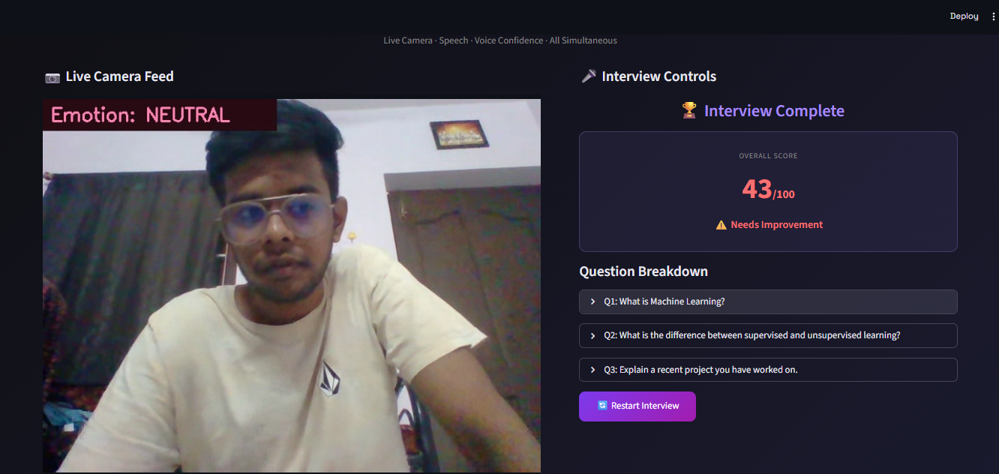 Deploy
Live Camera · Speech · Voice Confidence · All Simultaneous
Live Camera Feed
Emotion: NEUTRAL
Interview Controls
Interview Complete
OVERALL SCORE
43/100
Needs Improvement
Question Breakdown
Q1: What is Machine Learning?
Q2: What is the difference between supervised and unsupervised learning?
Q3: Explain a recent project you have worked on.
Restart Interview